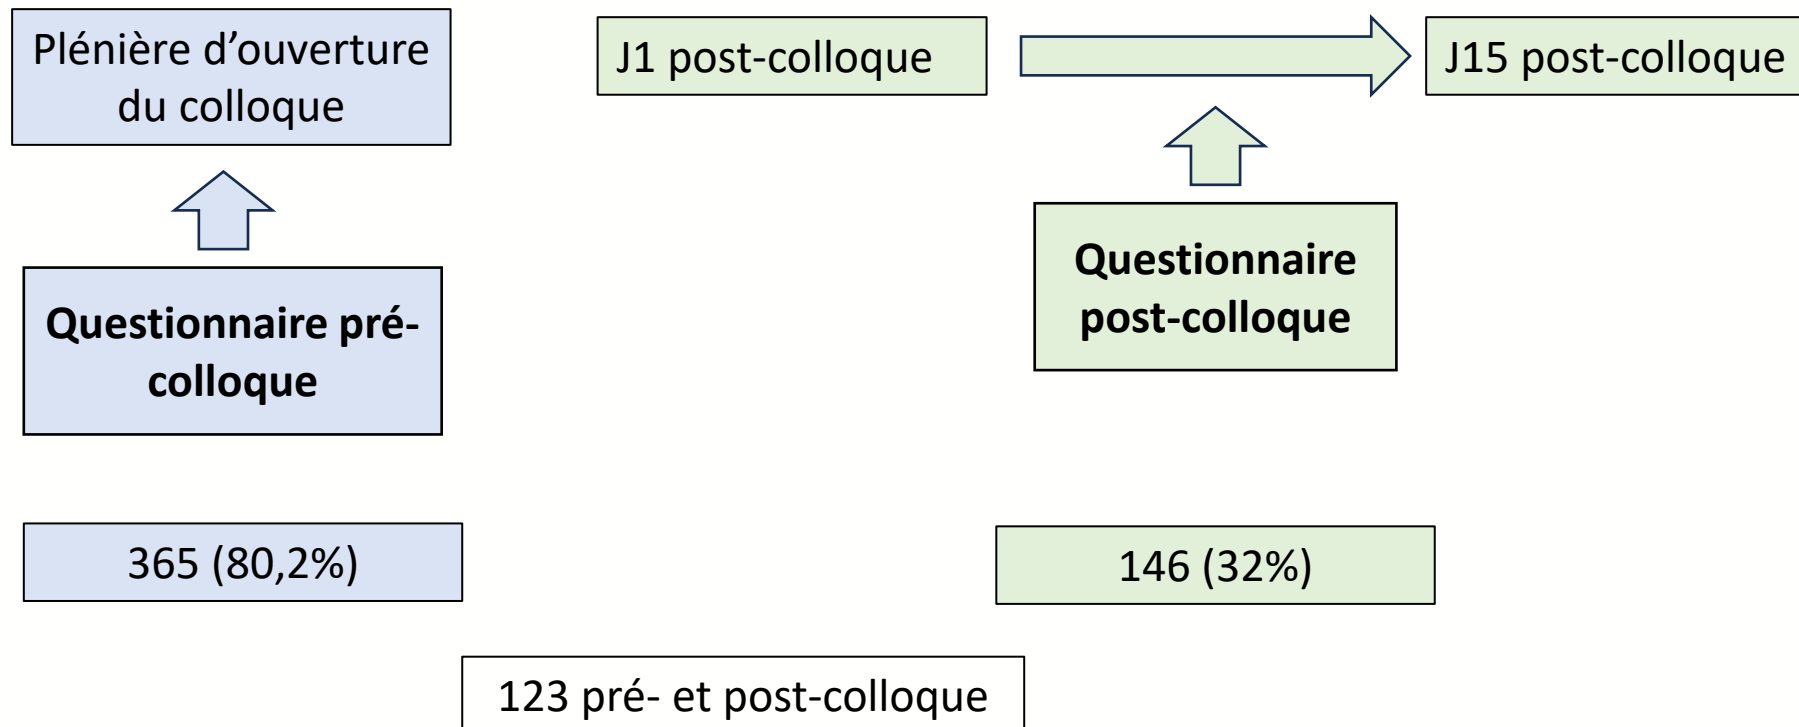 Plénière d’ouverture
du colloque
J1 post-colloque
J15 post-colloque
Questionnaire pré-
colloque
Questionnaire
post-colloque
365 (80,2%)
146 (32%)
123 pré- et post-colloque